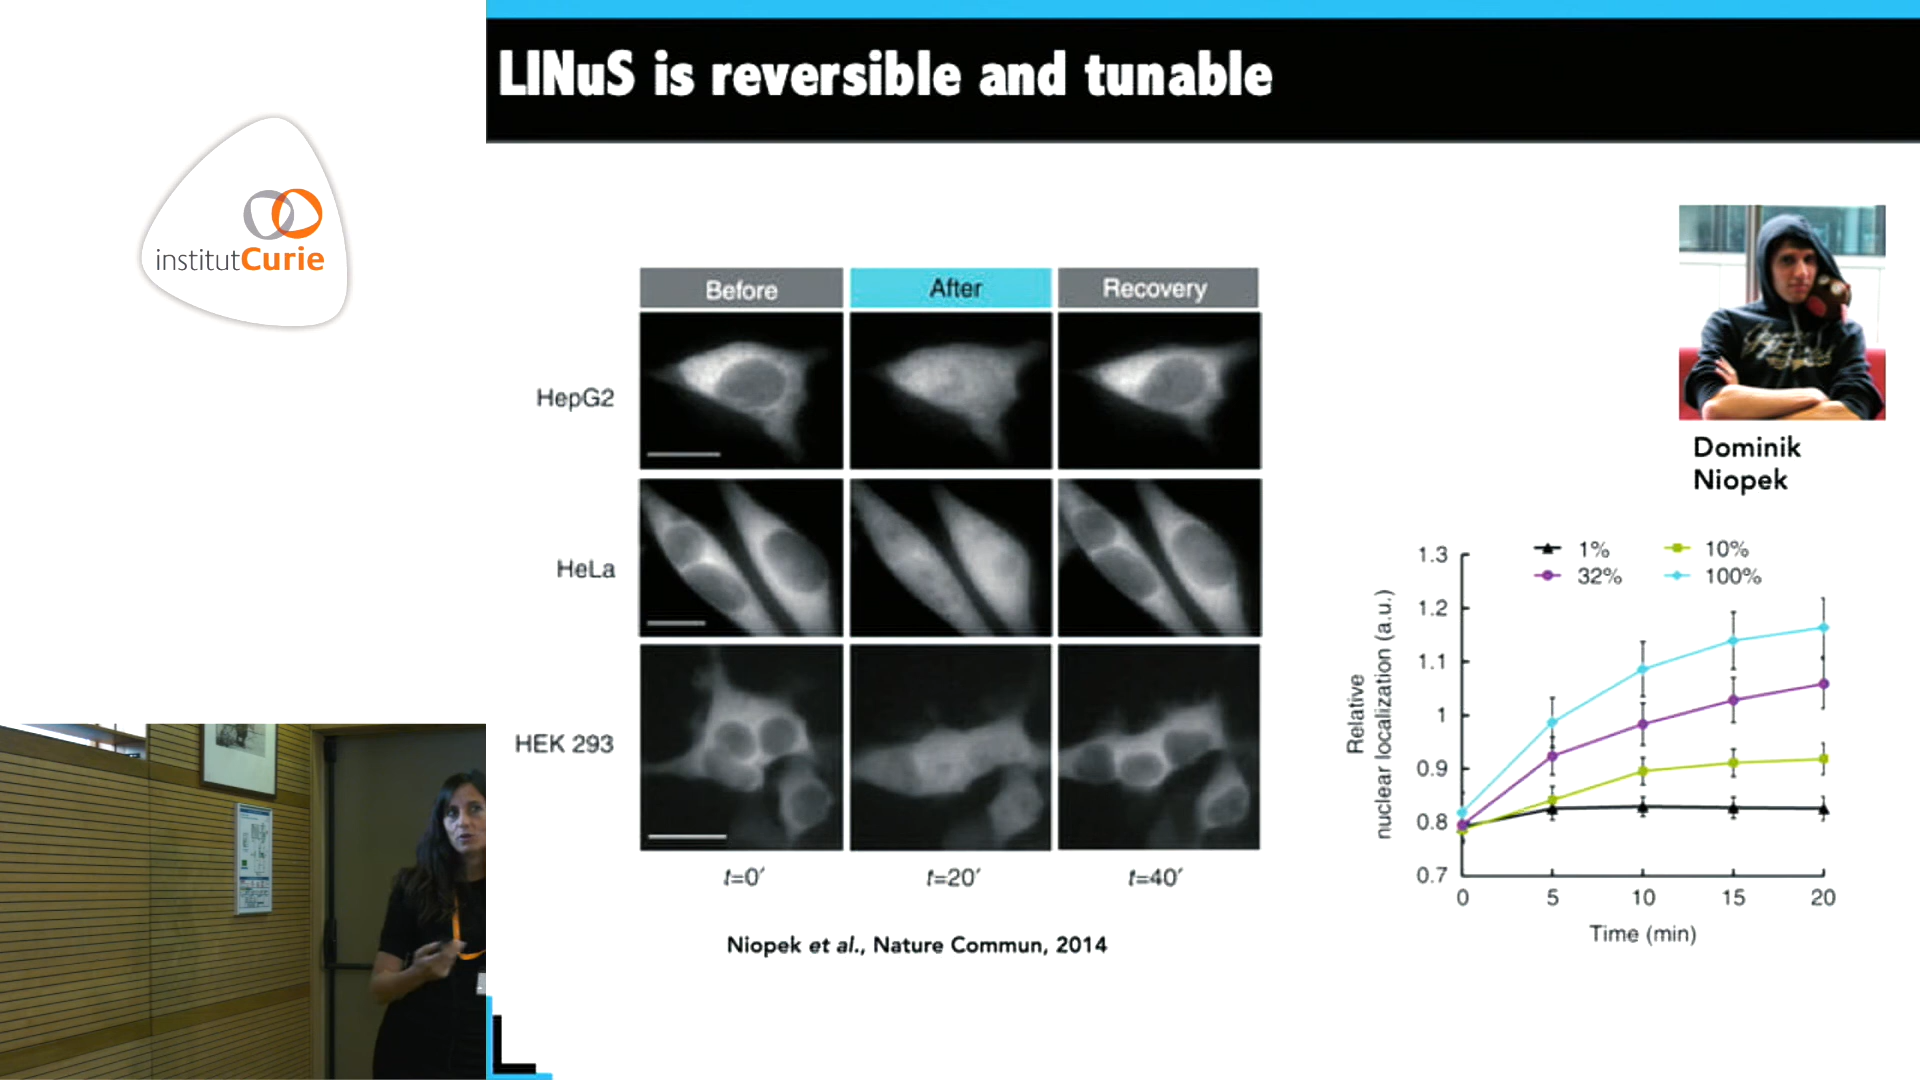 LINuS is reversible and tunable
institutCurie
Before
After
Recovery
HepG2
HeLa
HEK 293
t=0′
t=20′
t=40′
Niopek et al., Nature Commun, 2014
Dominik
Niopek
1%
10%
32%
100%
Relative
nuclear localization (a.u.)
1.3
1.2
1.1
1
0.9
0.8
0.7
0
5
10
15
20
Time (min)